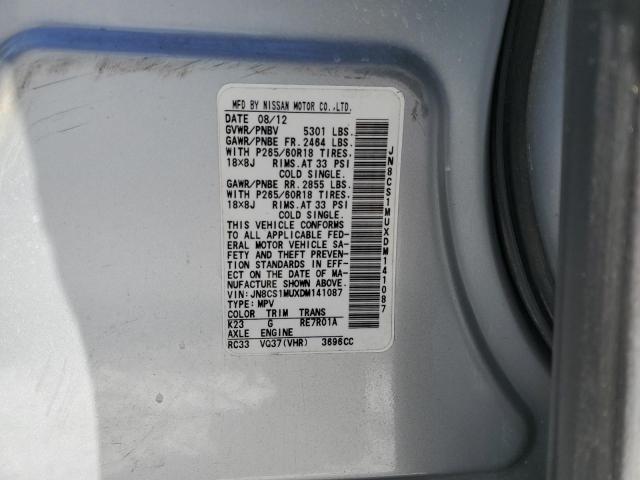 MFD BY NISSAN MOTOR CO.,LTD.
DATE 08/12
GVWR/PNBV 5301 LBS.
GAWR/PNBE FR. 2464 LBS.
WITH P265/60R18 TIRES.
18×8J RIMS.AT 33 PSI
COLD SINGLE.
GAWR/PNBE RR. 2855 LBS.
WITH P265/60R18 TIRES.
18×8J RIMS.AT 33 PSI
COLD SINGLE.
THIS VEHICLE CONFORMS
TO ALL APPLICABLE FED-
ERAL MOTOR VEHICLE SA-
FETY AND THEFT PREVEN-
TION STANDARDS IN EFF-
ECT ON THE DATE OF MA-
NUFACTURE SHOWN ABOVE.
VIN: JN8CS1MUXDM141087
TYPE: MPV
COLOR TRIM TRANS
K23 G RE7R01A
AXLE ENGINE
RC33 VQ37(VHR) 3696CC
JN8CS1MUXDM141087